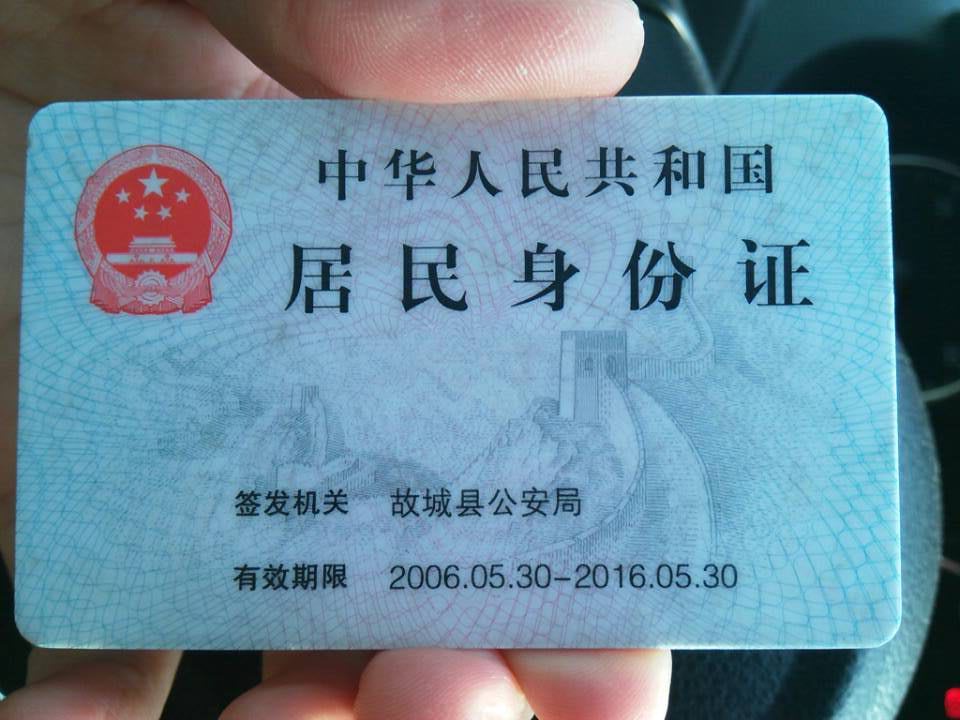 中华人民共和国
居民身份证
签发机关 故城县公安局
有效期限 2006.05.30-2016.05.30